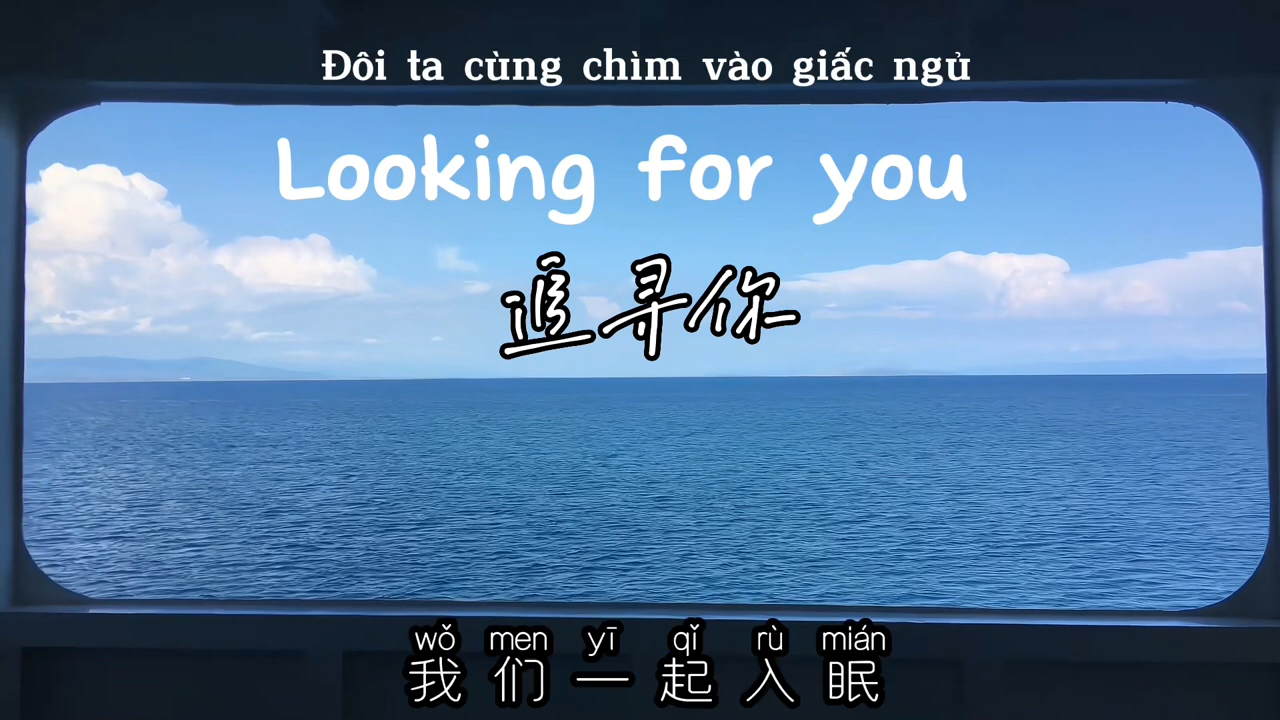 Đôi ta cùng chìm vào giấc ngủ
Looking for you
追寻你
wǒ men yī qǐ rù mián
我们一起入眠